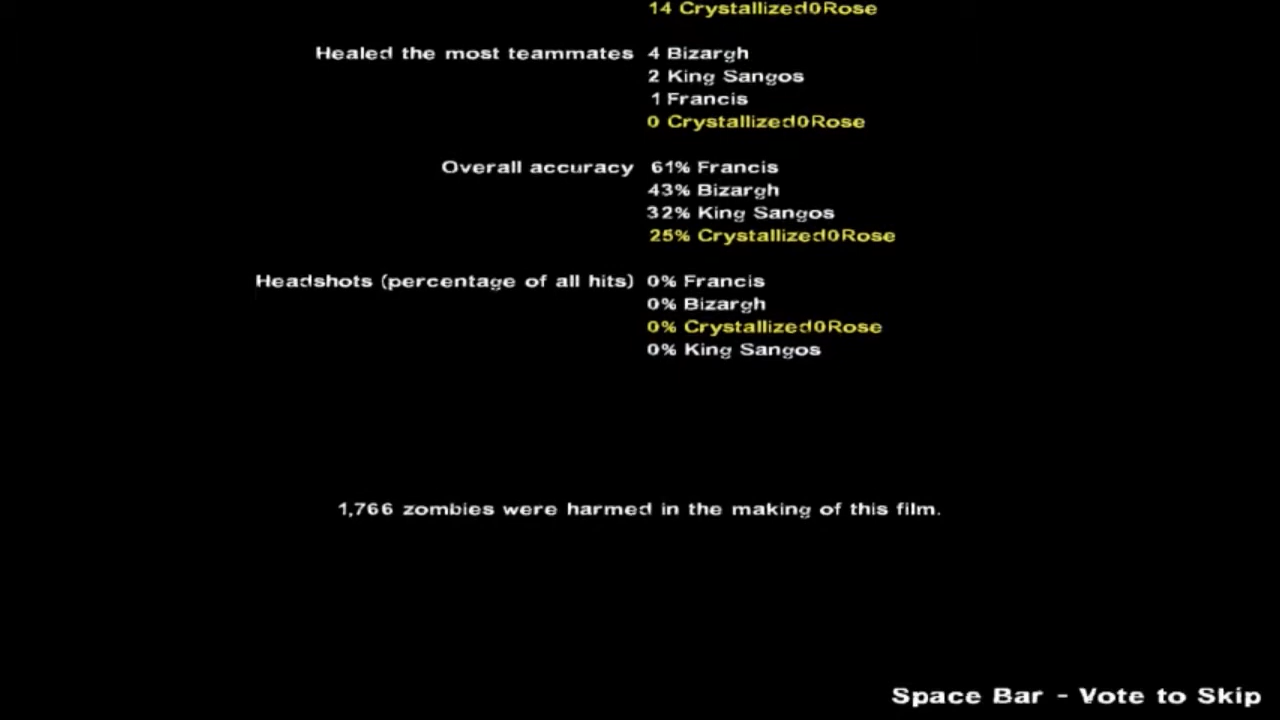 14 Crystallized0Rose
Healed the most teammates 4 Bizargh
2 King Sangos
1 Francis
0 Crystallized0Rose
Overall accuracy 61% Francis
43% Bizargh
32% King Sangos
25% Crystallized0Rose
Headshots (percentage of all hits) 0% Francis
0% Bizargh
0% Crystallized0Rose
0% King Sangos
1,766 zombies were harmed in the making of this film.
Space Bar - Vote to Skip